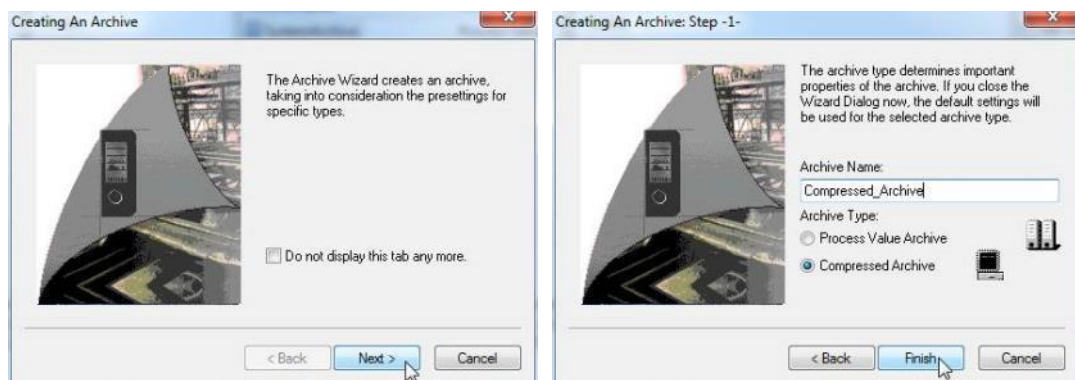 Creating An Archive
The Archive Wizard creates an archive,
taking into consideration the presettings for
specific types.
Do not display this tab any more.
< Back
Next >
Cancel
Creating An Archive: Step -1-
The archive type determines important
properties of the archive. If you close the
Wizard Dialog now, the default settings will
be used for the selected archive type.
Archive Name:
Compressed_Archive
Archive Type:
Process Value Archive
Compressed Archive
< Back
Finish
Cancel